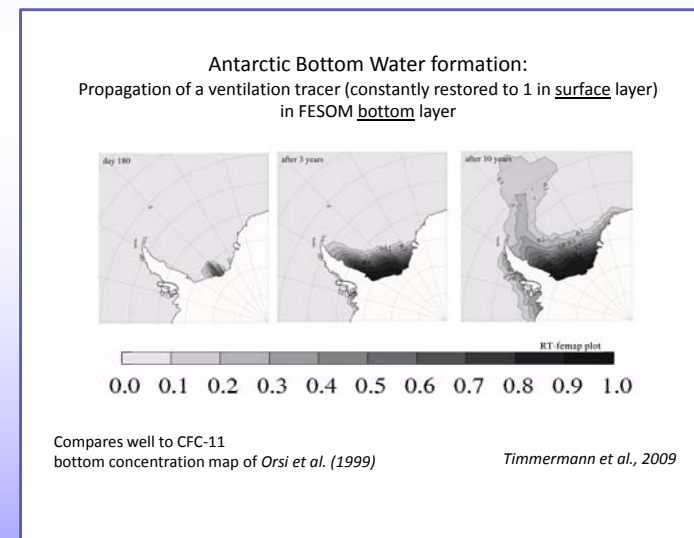 Antarctic Bottom Water formation:
Propagation of a ventilation tracer (constantly restored to 1 in surface layer)
in FESOM bottom layer
day 180
after 3 years
after 10 years
RT-femap plot
0.0 0.1 0.2 0.3 0.4 0.5 0.6 0.7 0.8 0.9 1.0
Compares well to CFC-11
bottom concentration map of Orsi et al. (1999)
Timmermann et al., 2009